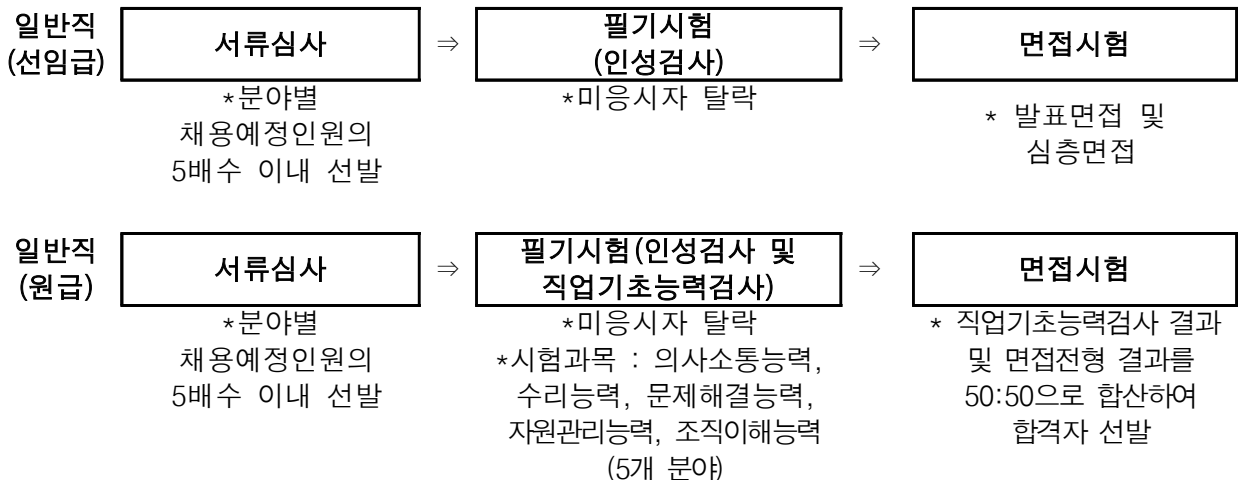 일반직
(선임급)
서류심사
⇒
필기시험
(인성검사)
⇒
면접시험
*분야별
채용예정인원의
5배수 이내 선발
*미응시자 탈락
* 발표면접 및
심층면접
일반직
(원급)
서류심사
⇒
필기시험(인성검사 및
직업기초능력검사)
⇒
면접시험
*분야별
채용예정인원의
5배수 이내 선발
*미응시자 탈락
*시험과목 : 의사소통능력,
수리능력, 문제해결능력,
자원관리능력, 조직이해능력
(5개 분야)
* 직업기초능력검사 결과
및 면접전형 결과를
50:50으로 합산하여
합격자 선발